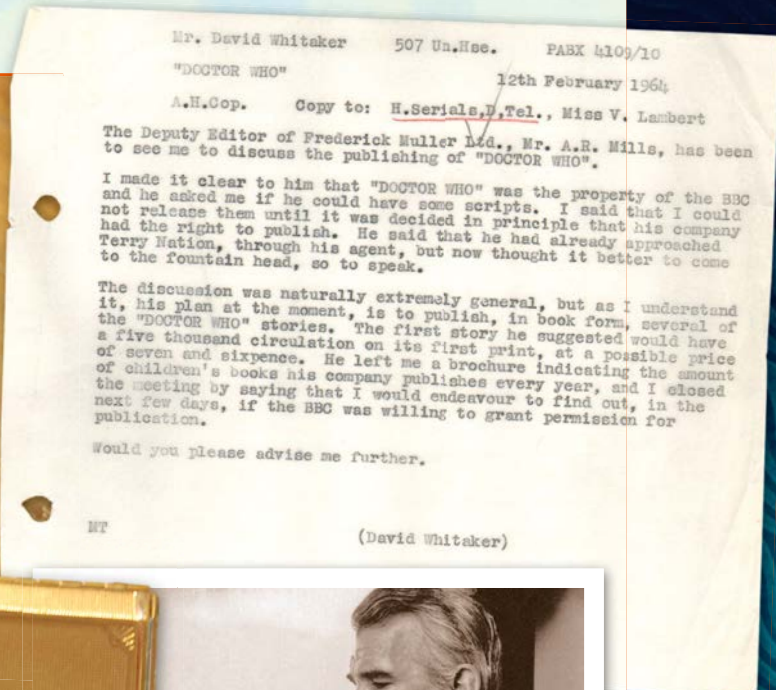 Mr. David Whitaker 507 Un.Hse. PABX 4109/10
"DOCTOR WHO" 12th February 1964
A.H.Cop. Copy to: H.Serials,D,Tel., Miss V. Lambert
The Deputy Editor of Frederick Muller Ltd., Mr. A.R. Mills, has been
to see me to discuss the publishing of "DOCTOR WHO".
I made it clear to him that "DOCTOR WHO" was the property of the BBC
and he asked me if he could have some scripts. I said that I could
not release them until it was decided in principle that his company
had the right to publish. He said that he had already approached
Terry Nation, through his agent, but now thought it better to come
to the fountain head, so to speak.
The discussion was naturally extremely general, but as I understand
it, his plan at the moment, is to publish, in book form, several of
the "DOCTOR WHO" stories. The first story he suggested would have
a five thousand circulation on its first print, at a possible price
of seven and sixpence. He left me a brochure indicating the amount
of children's books his company publishes every year, and I closed
the meeting by saying that I would endeavour to find out, in the
next few days, if the BBC was willing to grant permission for
publication.
Would you please advise me further.
MT
(David Whitaker)